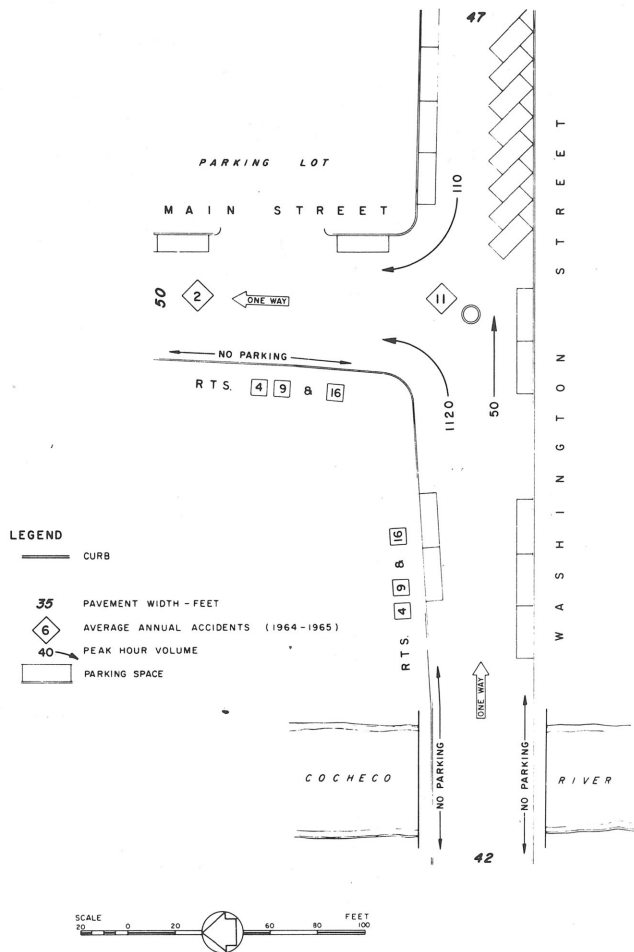 47
PARKING LOT
MAIN STREET
110
50
2
ONE WAY
11
NO PARKING
RTS. 4 9 & 16
1120
50
WASHINGTON STREET
LEGEND
CURB
35 PAVEMENT WIDTH - FEET
6 AVERAGE ANNUAL ACCIDENTS (1964-1965)
40 PEAK HOUR VOLUME
PARKING SPACE
RTS. 4 9 & 16
ONE WAY
NO PARKING
NO PARKING
COCHECO RIVER
42
SCALE FEET
20 0 20 60 80 100